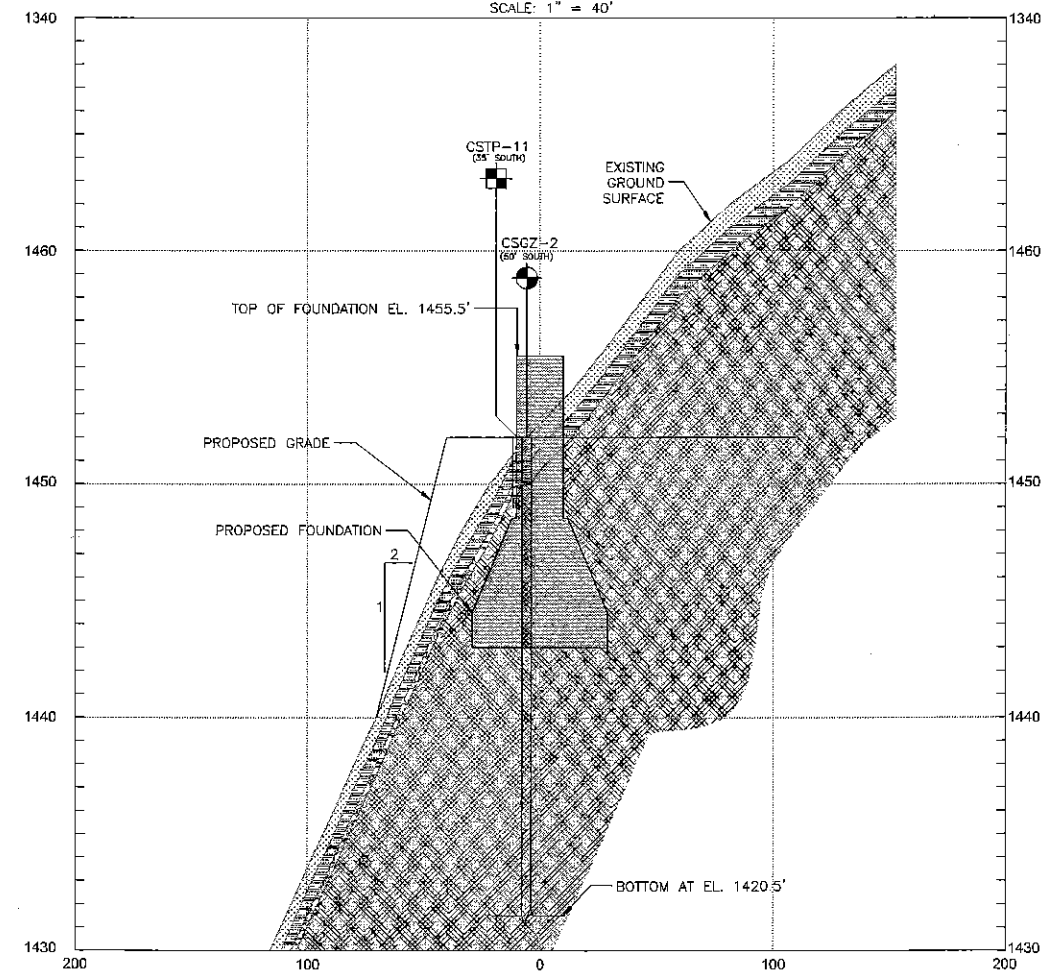 SCALE: 1" = 40'
1340
1340
CSTP-11
(35' SOUTH)
EXISTING
GROUND
SURFACE
CSGZ-2
(50' SOUTH)
1460
1460
TOP OF FOUNDATION EL. 1455.5'
PROPOSED GRADE
1450
1450
PROPOSED FOUNDATION
2
1
1440
1440
BOTTOM AT EL. 1420.5'
1430
1430
200
100
0
100
200